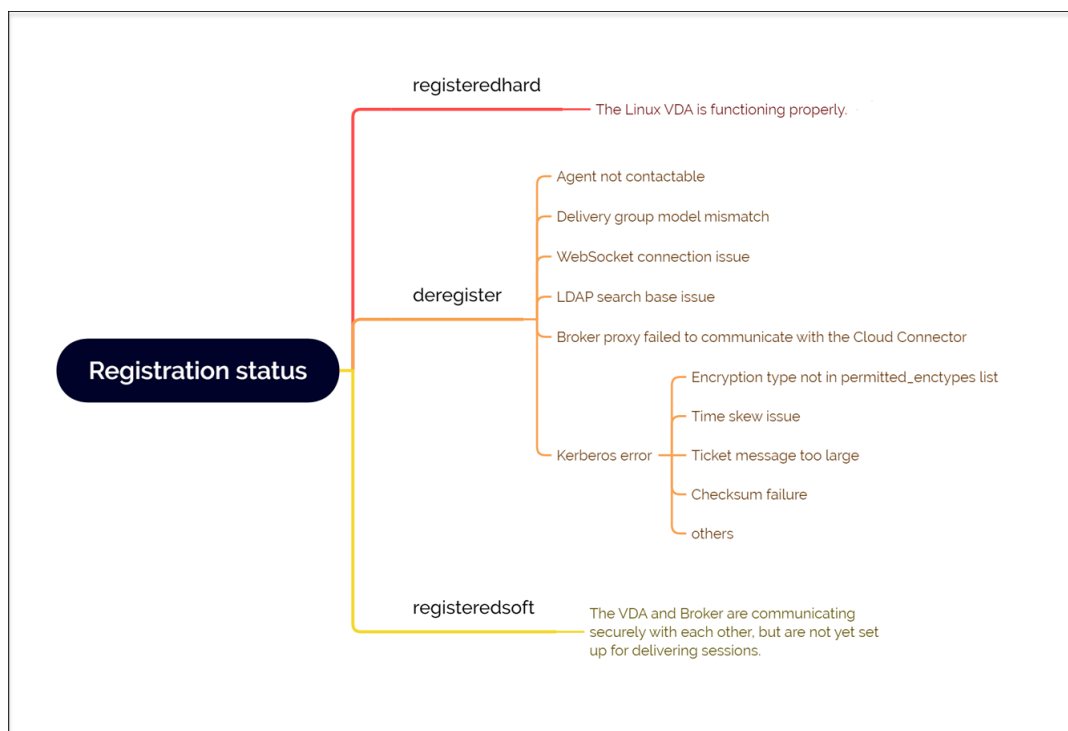 Registration status
registeredhard
The Linux VDA is functioning properly.
deregister
Agent not contactable
Delivery group model mismatch
WebSocket connection issue
LDAP search base issue
Broker proxy failed to communicate with the Cloud Connector
Kerberos error
Encryption type not in permitted_enctypes list
Time skew issue
Ticket message too large
Checksum failure
others
registeredsoft
The VDA and Broker are communicating
securely with each other, but are not yet set
up for delivering sessions.